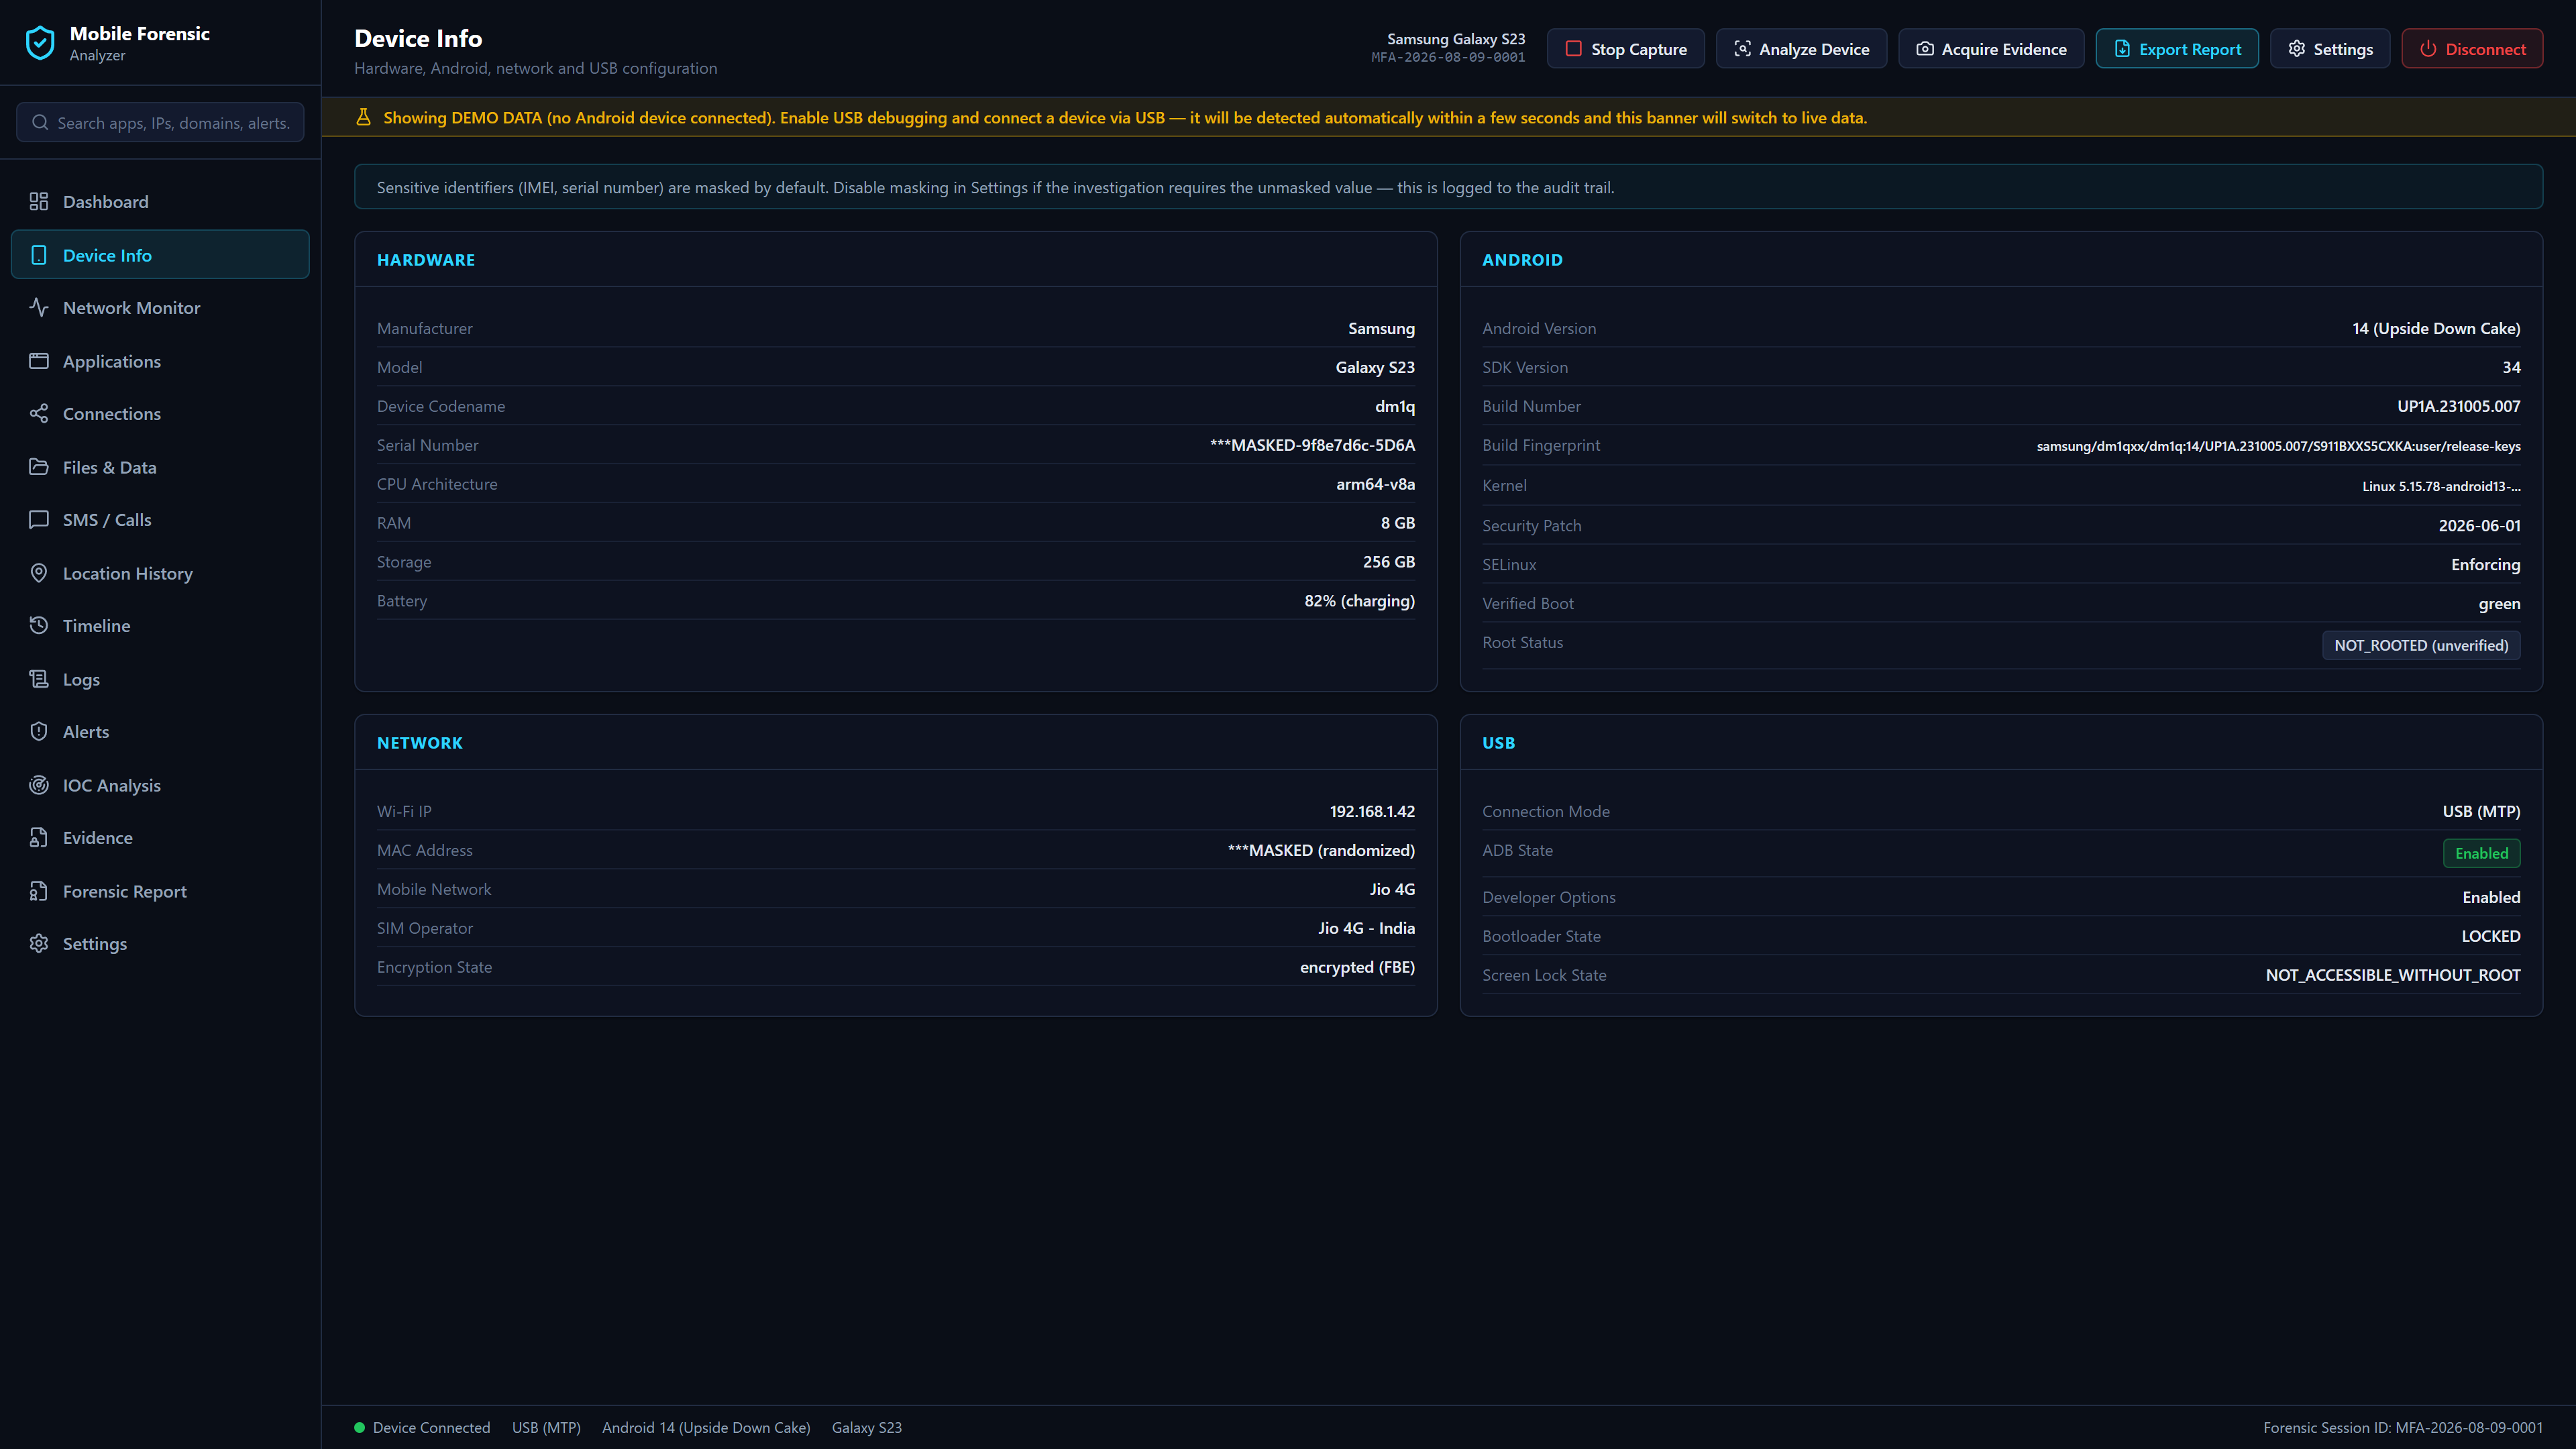 Mobile Forensic
Analyzer
Search apps, IPs, domains, alerts.
Dashboard
Device Info
Network Monitor
Applications
Connections
Files & Data
SMS / Calls
Location History
Timeline
Logs
Alerts
IOC Analysis
Evidence
Forensic Report
Settings
Device Info
Hardware, Android, network and USB configuration
Samsung Galaxy S23
MFA-2026-08-09-0001
Stop Capture
Analyze Device
Acquire Evidence
Export Report
Settings
Disconnect
Showing DEMO DATA (no Android device connected). Enable USB debugging and connect a device via USB — it will be detected automatically within a few seconds and this banner will switch to live data.
Sensitive identifiers (IMEI, serial number) are masked by default. Disable masking in Settings if the investigation requires the unmasked value — this is logged to the audit trail.
HARDWARE
Manufacturer Samsung
Model Galaxy S23
Device Codename dm1q
Serial Number ***MASKED-9f8e7d6c-5D6A
CPU Architecture arm64-v8a
RAM 8 GB
Storage 256 GB
Battery 82% (charging)
ANDROID
Android Version 14 (Upside Down Cake)
SDK Version 34
Build Number UP1A.231005.007
Build Fingerprint samsung/dm1qxx/dm1q:14/UP1A.231005.007/S911BXXS5CXKA:user/release-keys
Kernel Linux 5.15.78-android13-...
Security Patch 2026-06-01
SELinux Enforcing
Verified Boot green
Root Status NOT_ROOTED (unverified)
NETWORK
Wi-Fi IP 192.168.1.42
MAC Address ***MASKED (randomized)
Mobile Network Jio 4G
SIM Operator Jio 4G - India
Encryption State encrypted (FBE)
USB
Connection Mode USB (MTP)
ADB State Enabled
Developer Options Enabled
Bootloader State LOCKED
Screen Lock State NOT_ACCESSIBLE_WITHOUT_ROOT
Device Connected USB (MTP) Android 14 (Upside Down Cake) Galaxy S23
Forensic Session ID: MFA-2026-08-09-0001